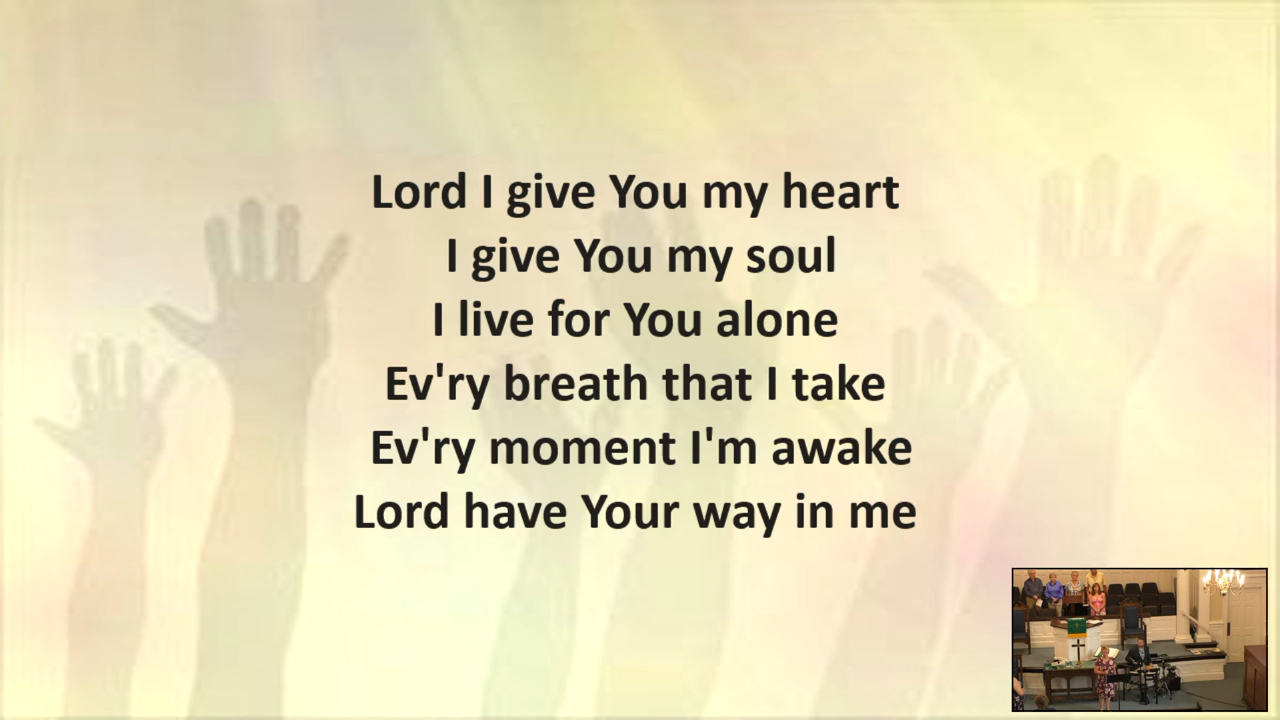 Lord I give You my heart
I give You my soul
I live for You alone
Ev'ry breath that I take
Ev'ry moment I'm awake
Lord have Your way in me